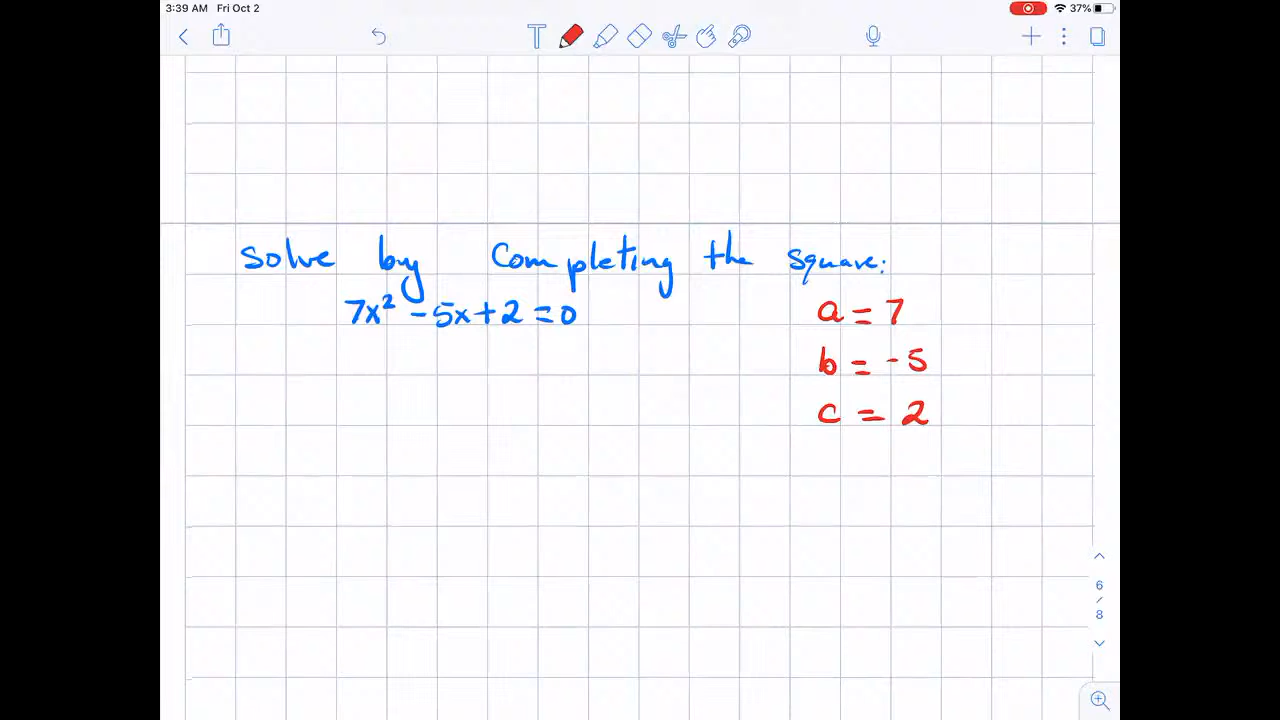 3:39 AM Fri Oct 2
37%
T
solve by Completing the square:
7x² - 5x + 2 = 0
a = 7
b = -5
c = 2
6
/
8